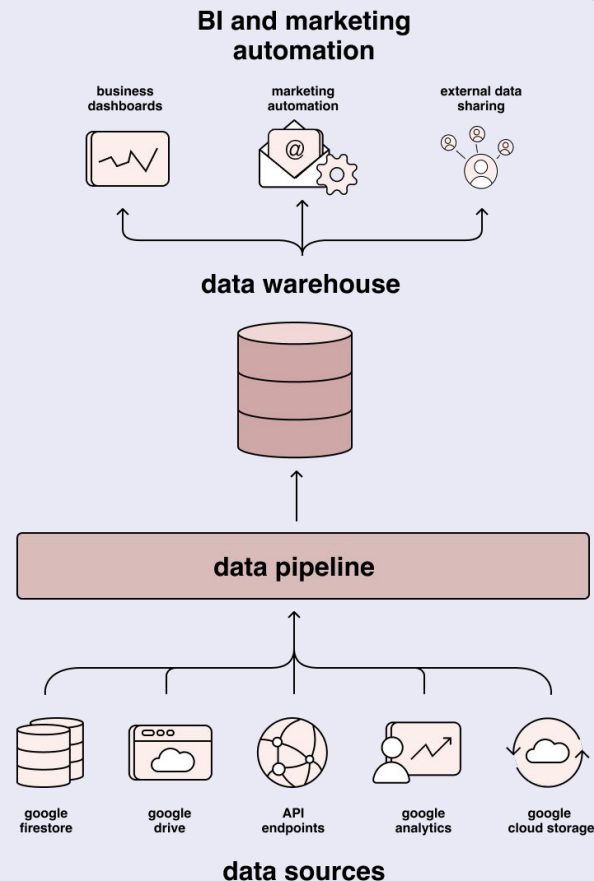 BI and marketing
automation
business
dashboards
marketing
automation
external data
sharing
@
data warehouse
data pipeline
google
firestore
google
drive
API
endpoints
google
analytics
google
cloud storage
data sources